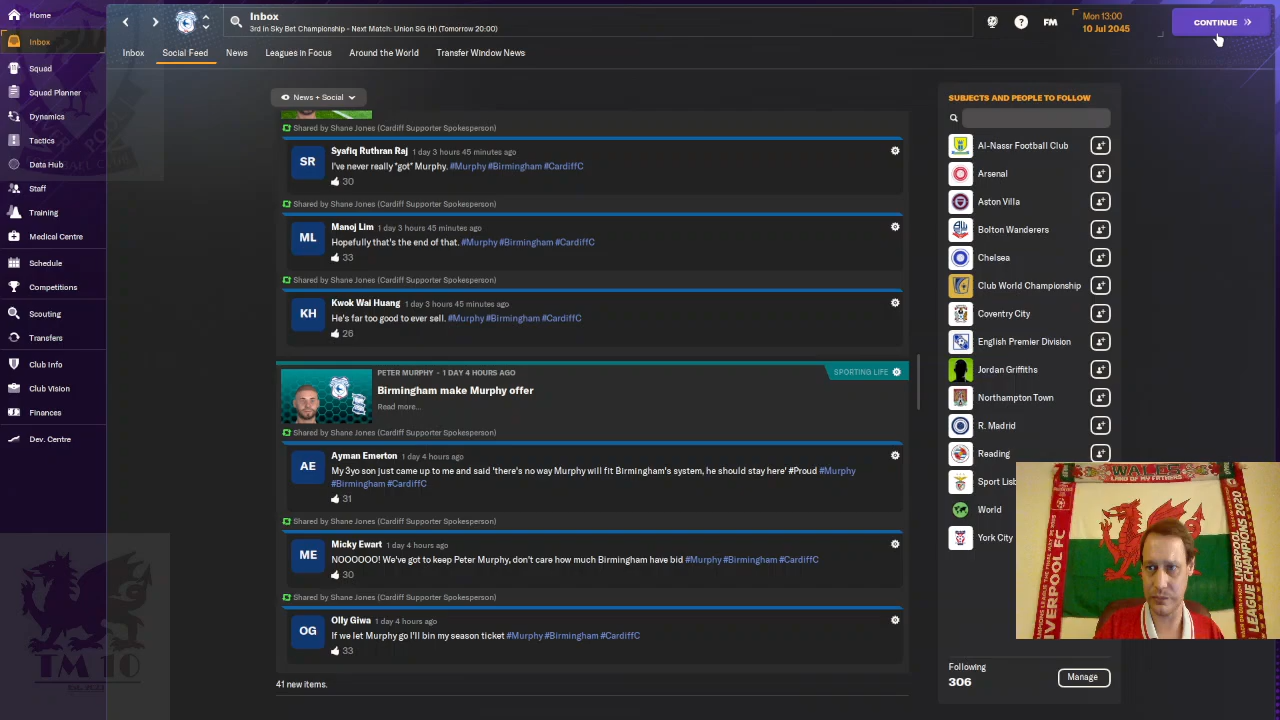 Home
Inbox
Squad
Squad Planner
Dynamics
Tactics
Data Hub
Staff
Training
Medical Centre
Schedule
Competitions
Scouting
Transfers
Club Info
Club Vision
Finances
Dev. Centre
TM 10
Inbox
3rd in Sky Bet Championship - Next Match: Union SG (H) (Tomorrow 20:00)
?
FM
Mon 13:00
10 Jul 2045
CONTINUE
Inbox
Social Feed
News
Leagues in Focus
Around the World
Transfer Window News
News + Social
Shared by Shane Jones (Cardiff Supporter Spokesperson)
SR
Syafiq Ruthran Raj 1 day 3 hours 45 minutes ago
I've never really "got" Murphy. #Murphy #Birmingham #CardiffC
30
Shared by Shane Jones (Cardiff Supporter Spokesperson)
ML
Manoj Lim 1 day 3 hours 45 minutes ago
Hopefully that's the end of that. #Murphy #Birmingham #CardiffC
33
Shared by Shane Jones (Cardiff Supporter Spokesperson)
KH
Kwok Wai Huang 1 day 3 hours 45 minutes ago
He's far too good to ever sell. #Murphy #Birmingham #CardiffC
26
PETER MURPHY - 1 DAY 4 HOURS AGO
SPORTING LIFE
Birmingham make Murphy offer
Read more...
Shared by Shane Jones (Cardiff Supporter Spokesperson)
AE
Ayman Emerton 1 day 4 hours ago
My 3yo son just came up to me and said 'there's no way Murphy will fit Birmingham's system, he should stay here' #Proud #Murphy
#Birmingham #CardiffC
31
Shared by Shane Jones (Cardiff Supporter Spokesperson)
ME
Micky Ewart 1 day 4 hours ago
NOOOOOO! We've got to keep Peter Murphy, don't care how much Birmingham have bid #Murphy #Birmingham #CardiffC
30
Shared by Shane Jones (Cardiff Supporter Spokesperson)
OG
Olly Giwa 1 day 4 hours ago
If we let Murphy go I'll bin my season ticket #Murphy #Birmingham #CardiffC
33
41 new items.
SUBJECTS AND PEOPLE TO FOLLOW
Al-Nassr Football Club
Arsenal
Aston Villa
Bolton Wanderers
Chelsea
Club World Championship
Coventry City
English Premier Division
Jordan Griffiths
Northampton Town
R. Madrid
Reading
Sport Lisb
World
York City
WALES
LAND OF MY FATHERS
LIVERPOOL FC
LIVERPOOL
LEAGUE CHAMPIONS 2020
Following
306
Manage